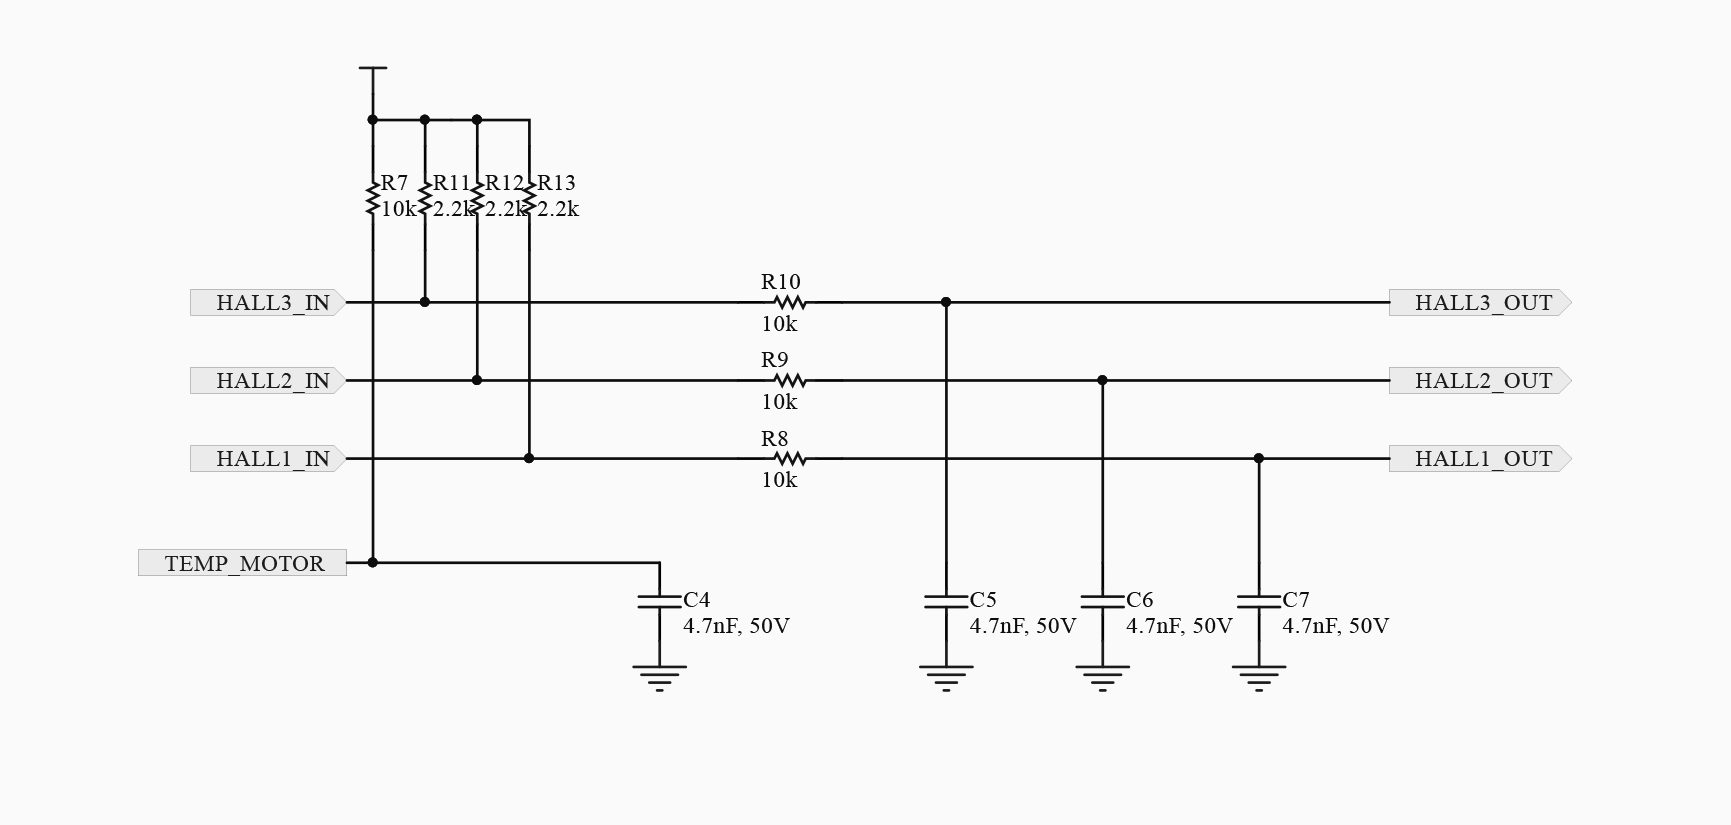 R7 R11 R12 R13
10k 2.2k 2.2k 2.2k
R10
HALL3_IN HALL3_OUT
10k
R9
HALL2_IN HALL2_OUT
10k
R8
HALL1_IN HALL1_OUT
10k
TEMP_MOTOR
C4 C5 C6 C7
4.7nF, 50V 4.7nF, 50V 4.7nF, 50V 4.7nF, 50V